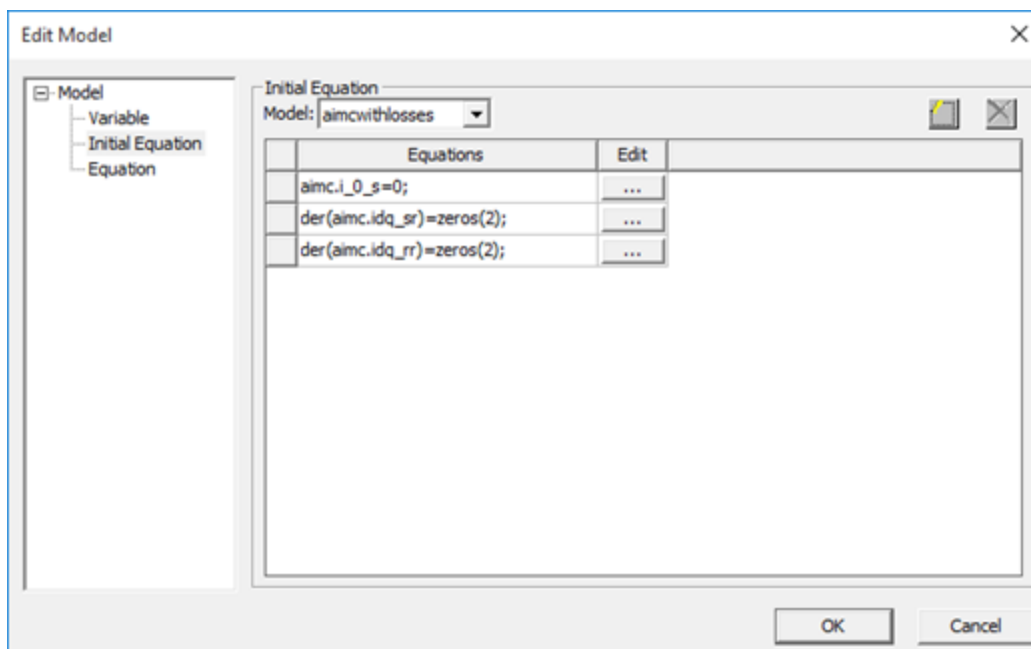 Edit Model
Model
Variable
Initial Equation
Equation
Initial Equation
Model: aimcwithlosses
Equations Edit
aimc.i_0_s=0; ...
der(aimc.idq_sr)=zeros(2); ...
der(aimc.idq_rr)=zeros(2); ...
OK Cancel